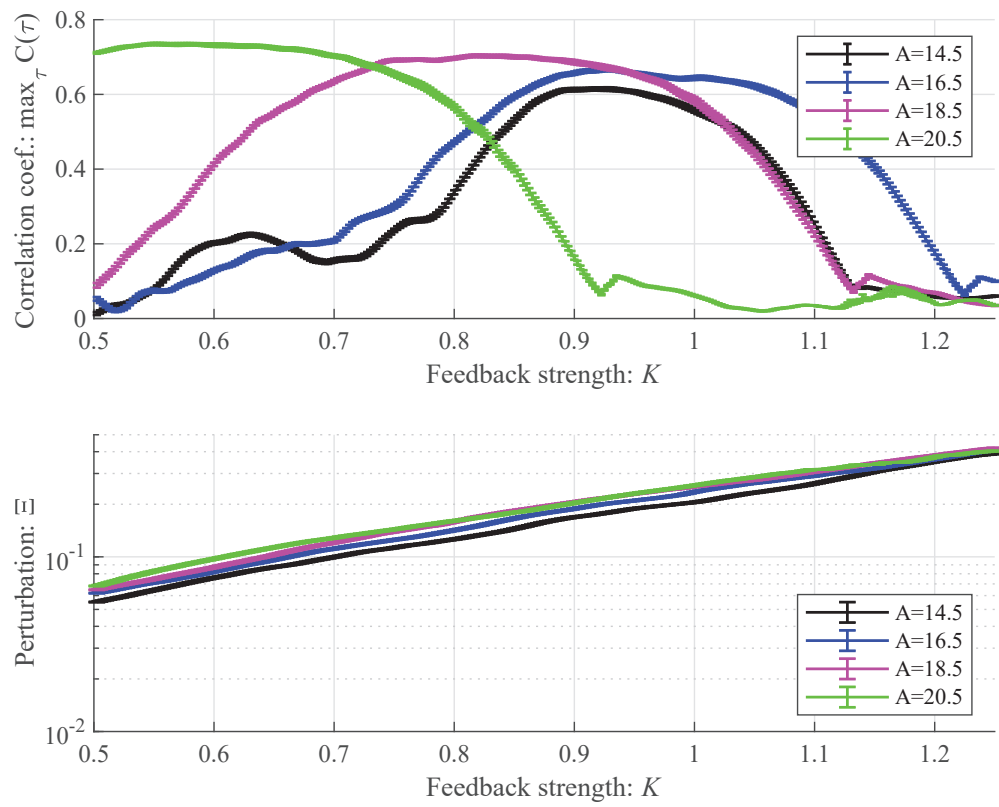 Correlation coef.: max_τ C(τ)
0.8
0.6
0.4
0.2
0
A=14.5
A=16.5
A=18.5
A=20.5
0.5 0.6 0.7 0.8 0.9 1 1.1 1.2
Feedback strength: K
Perturbation: Ξ
10^-1
10^-2
A=14.5
A=16.5
A=18.5
A=20.5
0.5 0.6 0.7 0.8 0.9 1 1.1 1.2
Feedback strength: K